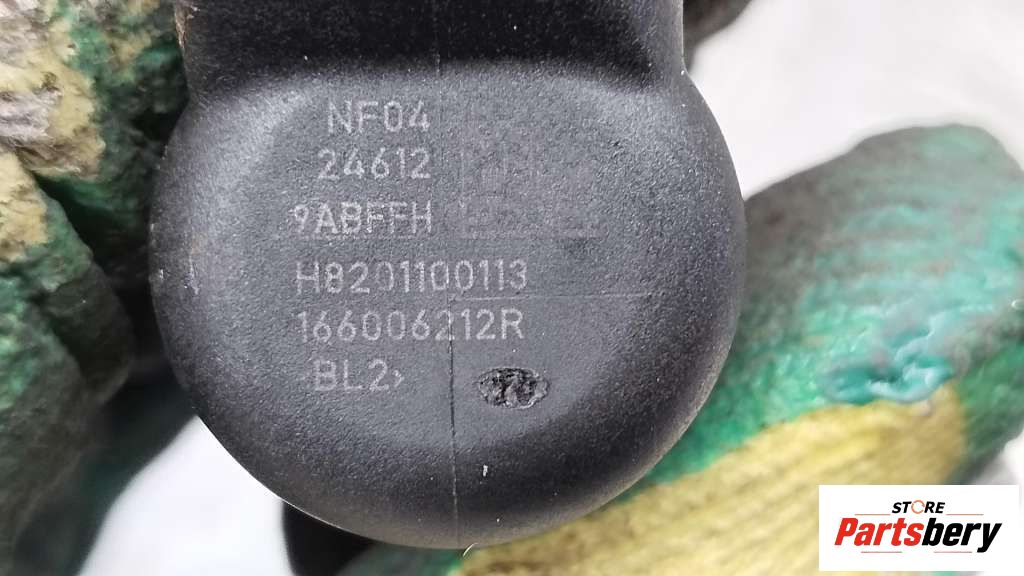 NF04
24612
9ABFFH
H8201100113
166006212R
BL2
STORE
Partsbery